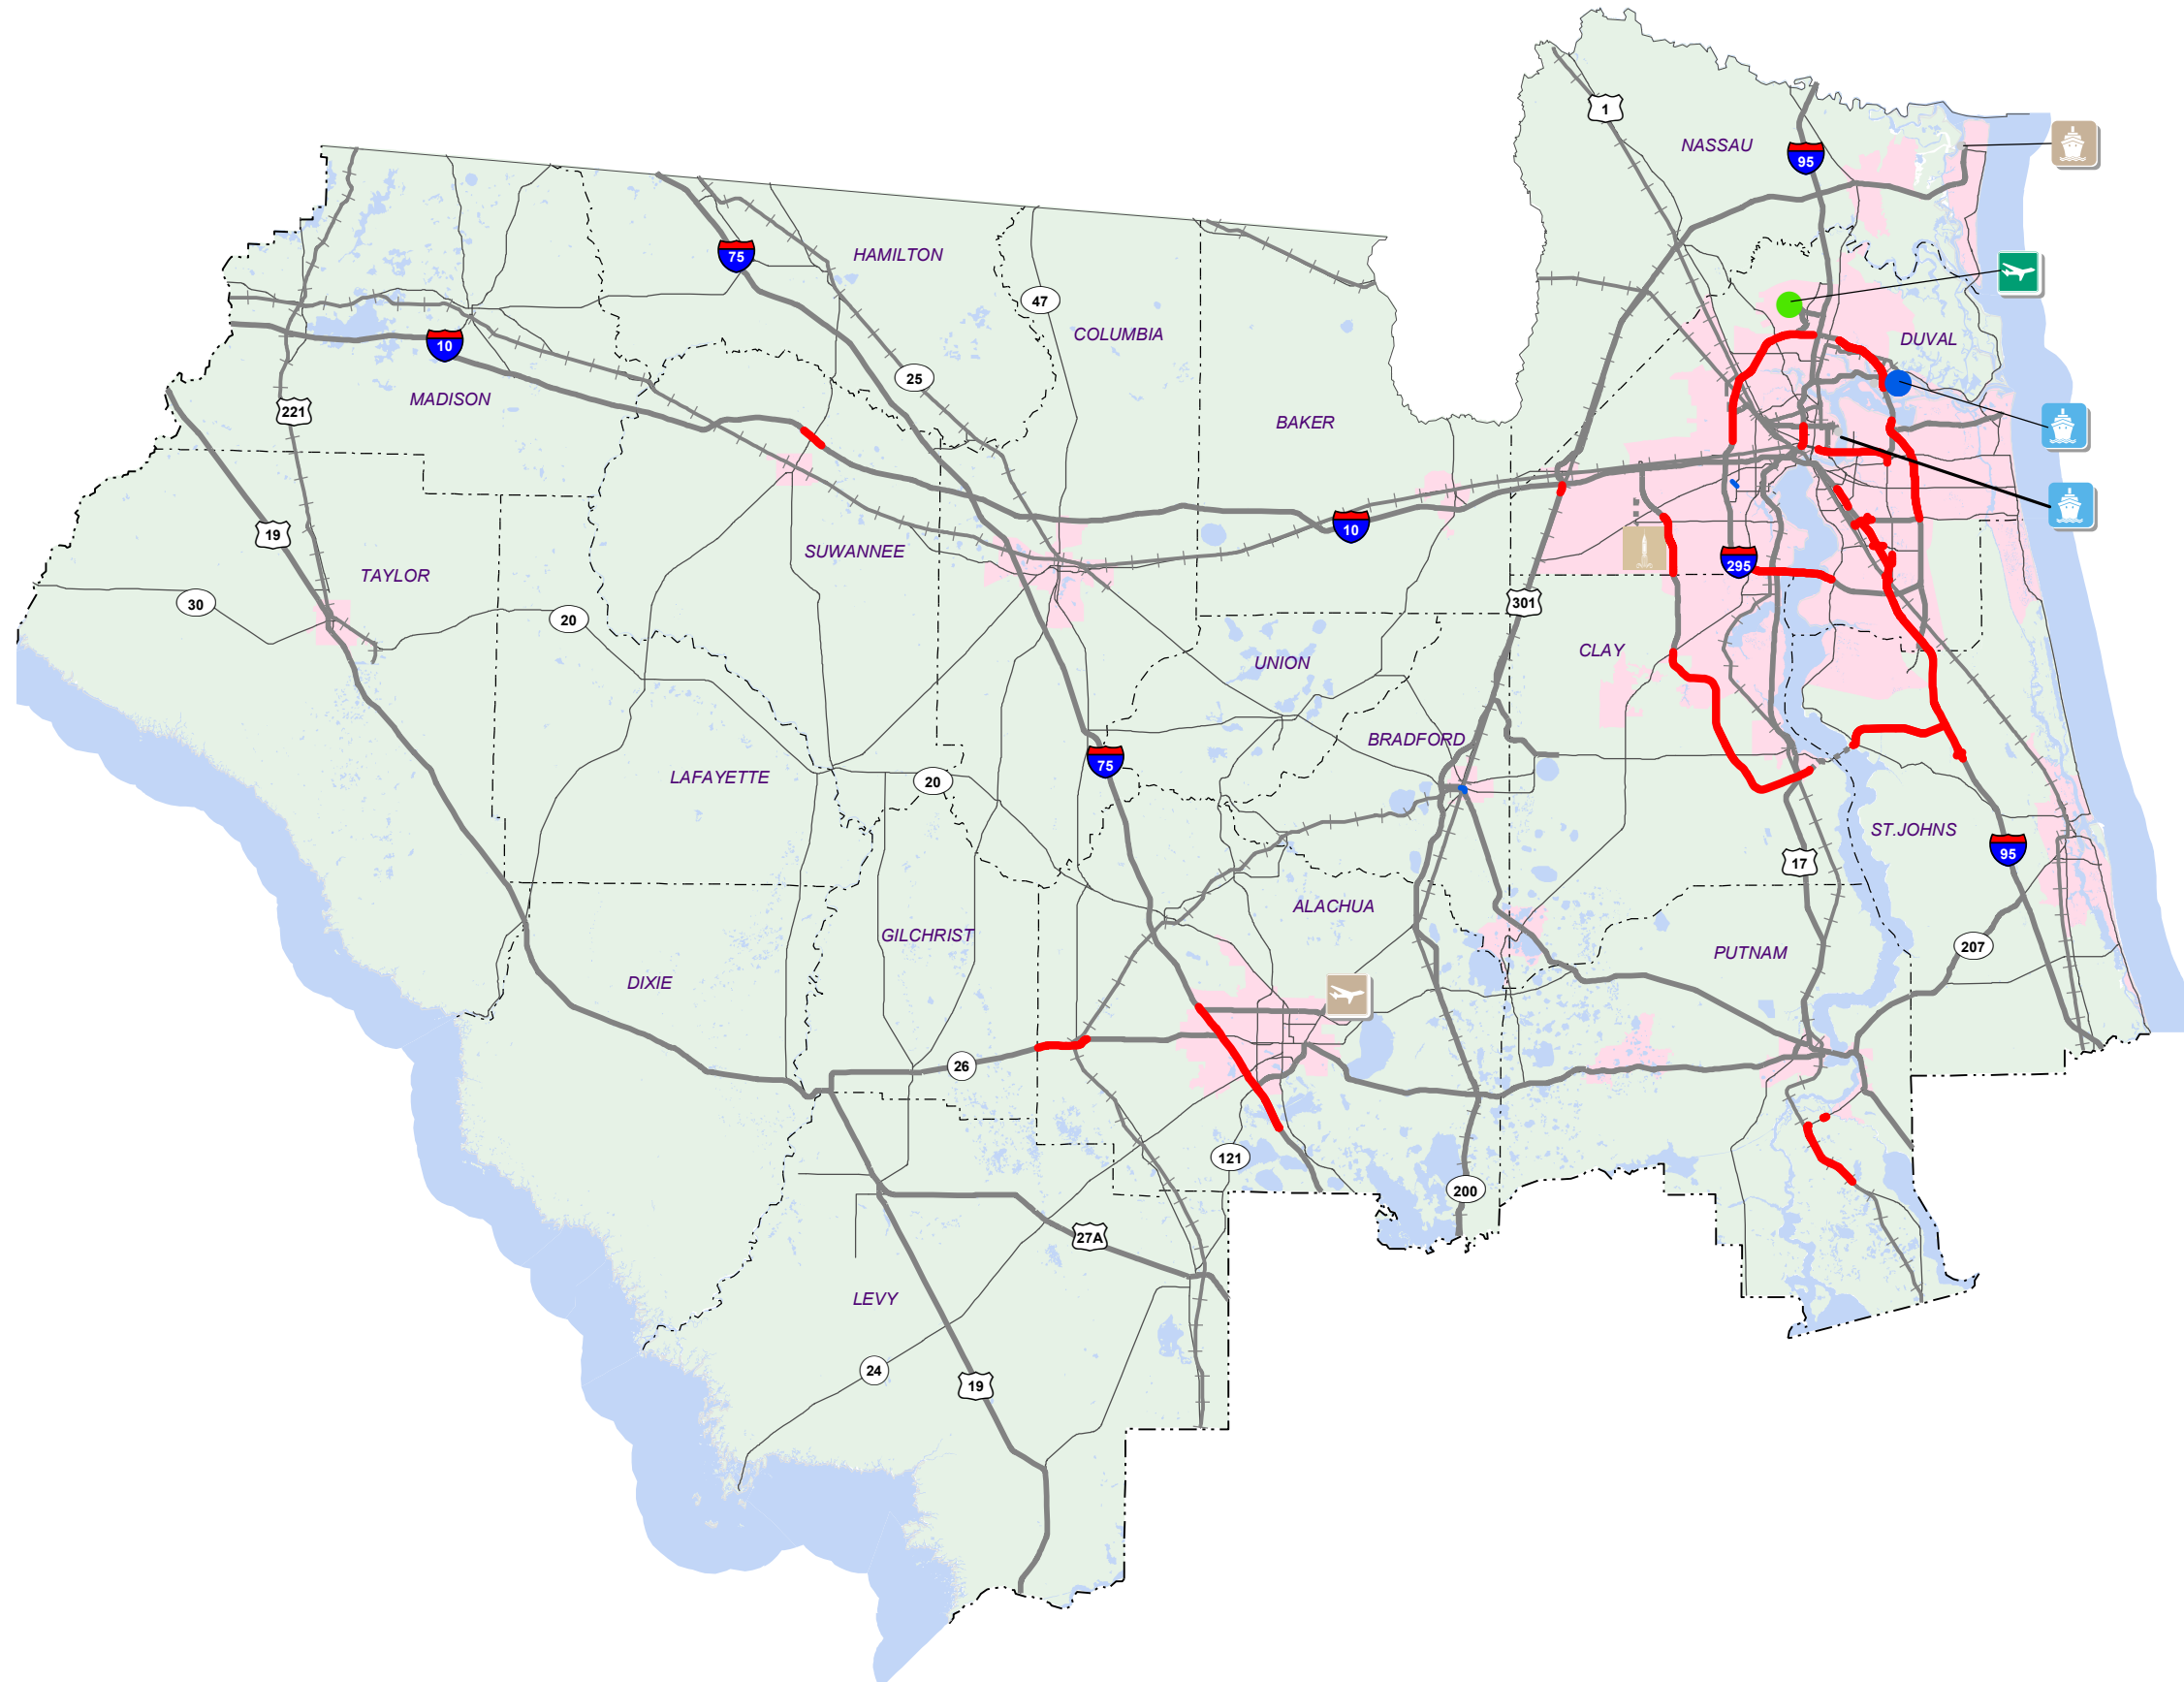 1
NASSAU
95
HAMILTON
75
47
COLUMBIA
DUVAL
10
25
MADISON
221
BAKER
19
10
SUWANNEE
295
TAYLOR
30
301
20
CLAY
UNION
BRADFORD
75
LAFAYETTE
20
ST.JOHNS
95
17
ALACHUA
GILCHRIST
207
PUTNAM
DIXIE
26
121
200
27A
LEVY
24
19